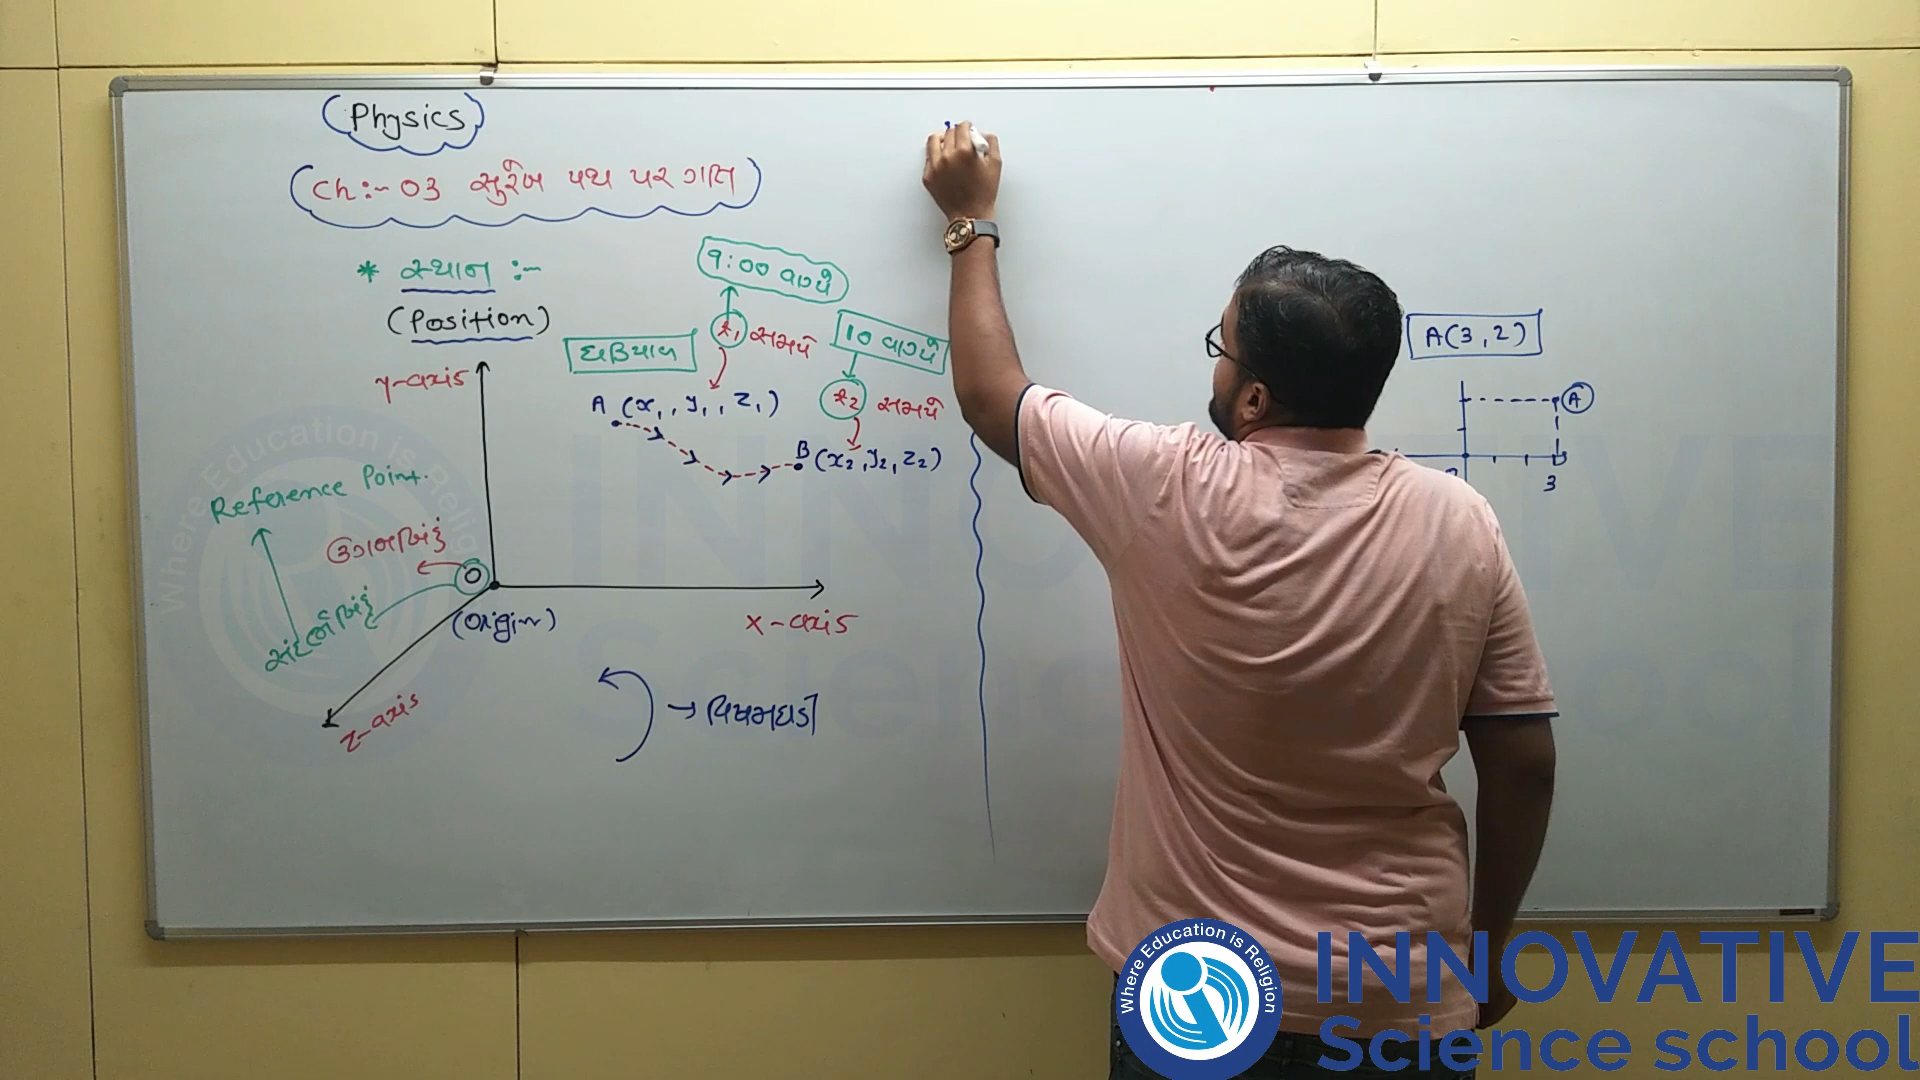 Physics
Ch:- 03 સુરેખ પથ પર ગતિ
* સ્થાન :-
(Position)
9:00 વાગ્યે
t₁ સમયે
10 વાગ્યે
ઘડિયાળ
t₂ સમયે
A (x₁, y₁, z₁)
B (x₂, y₂, z₂)
y-axis
Reference Point.
ઉગમબિંદુ
O
સંદર્ભબિંદુ
(Origin)
x-axis
z-axis
→ વિષમઘડી
A(3, 2)
A
3
Where Education is Religion
INNOVATIVE
Science school